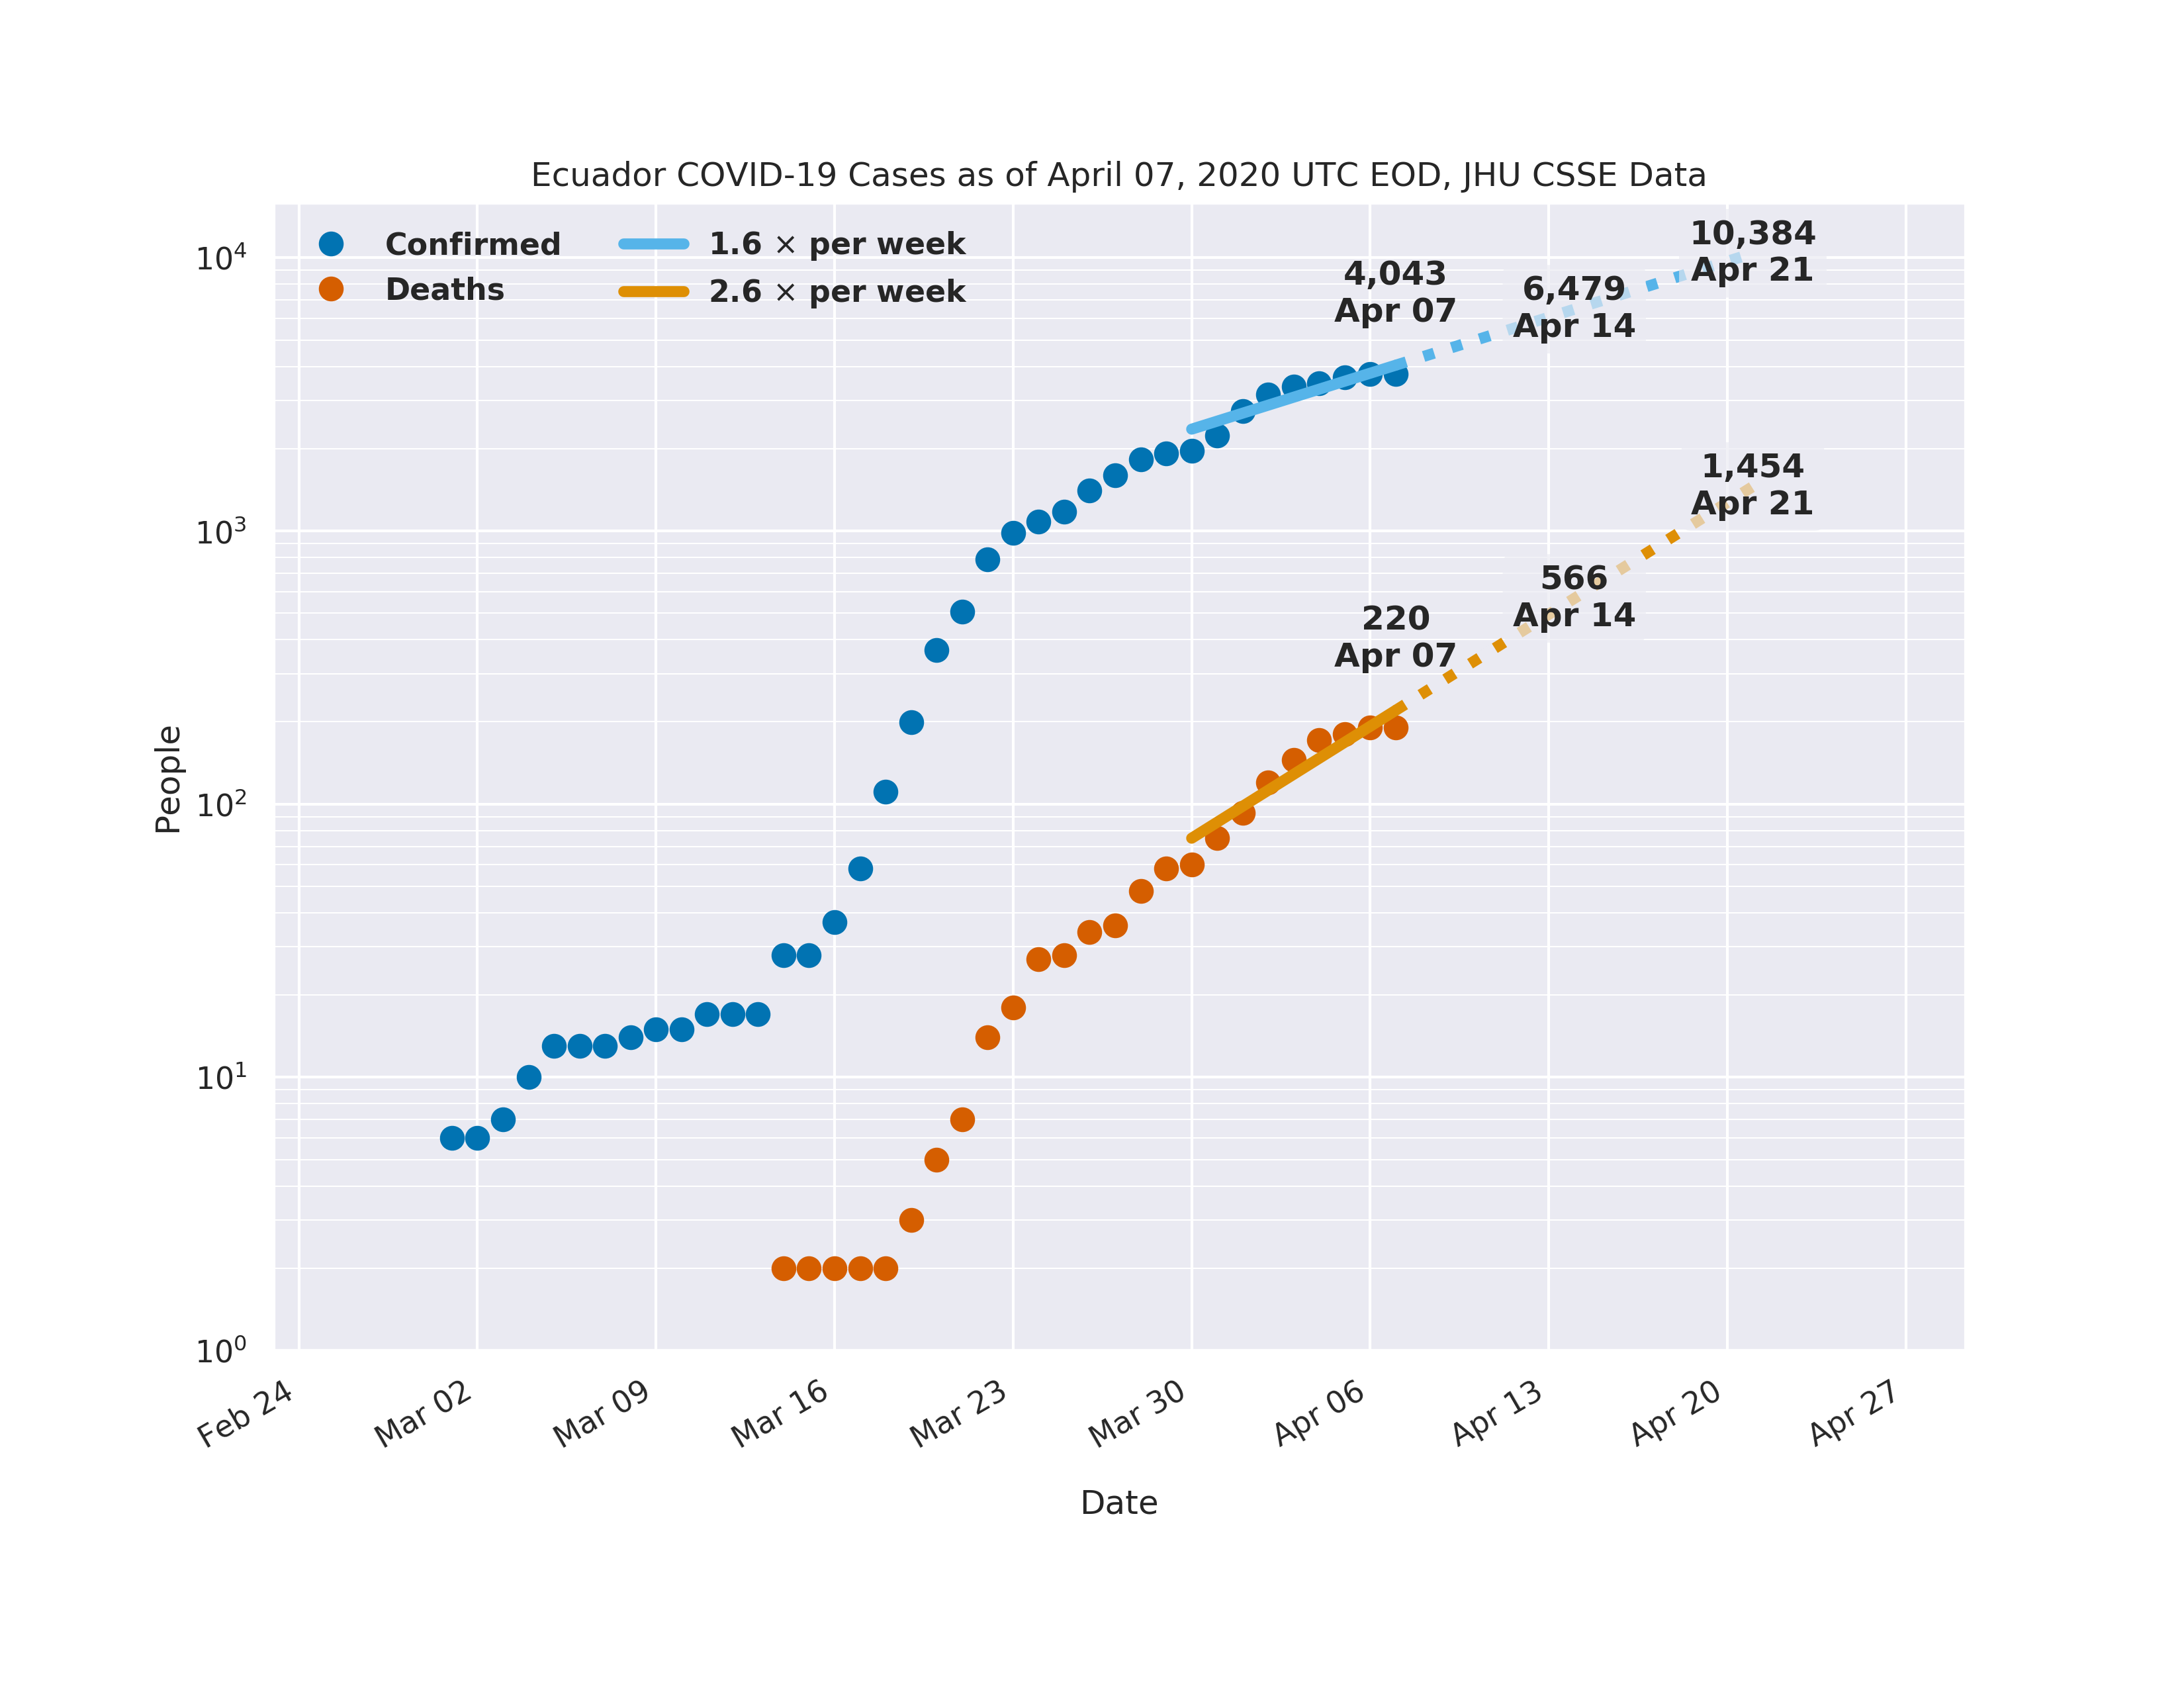 Ecuador COVID-19 Cases as of April 07, 2020 UTC EOD, JHU CSSE Data
Confirmed
Deaths
1.6 × per week
2.6 × per week
10,384
Apr 21
4,043
Apr 07
6,479
Apr 14
1,454
Apr 21
566
Apr 14
220
Apr 07
People
10⁴
10³
10²
10¹
10⁰
Feb 24
Mar 02
Mar 09
Mar 16
Mar 23
Mar 30
Apr 06
Apr 13
Apr 20
Apr 27
Date